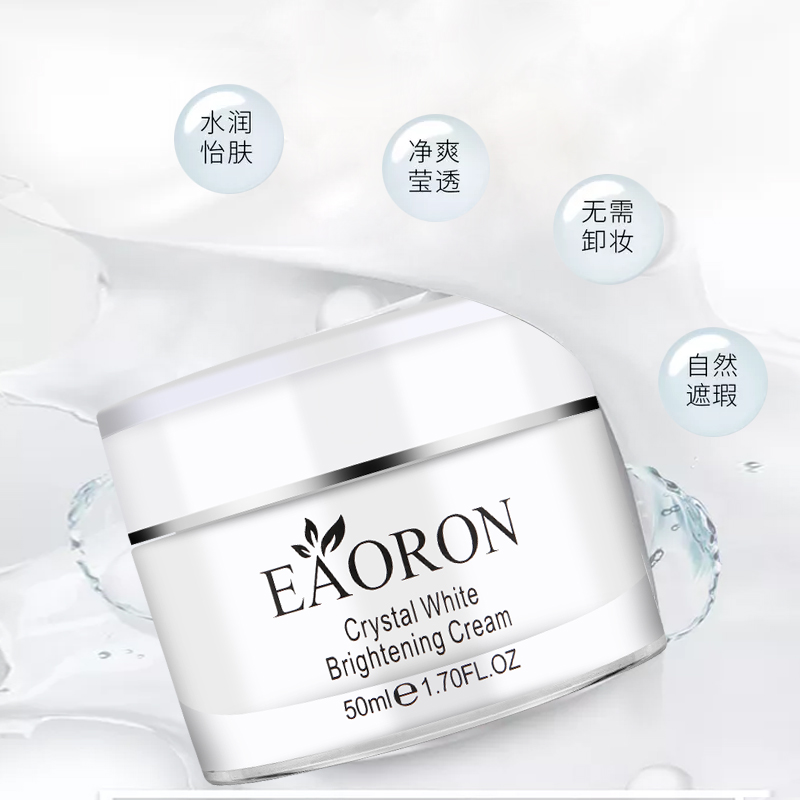 水润
怡肤
净爽
莹透
无需
卸妆
自然
遮瑕
EAORON
Crystal White
Brightening Cream
50ml℮1.70FL.OZ